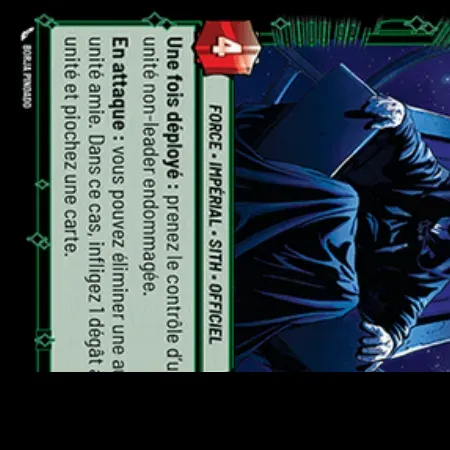 4
FORCE • IMPÉRIAL • SITH • OFFICIEL
Une fois déployé : prenez le contrôle d'u
unité non-leader endommagée.
En attaque : vous pouvez éliminer une au
unité amie. Dans ce cas, infligez 1 dégât à
unité et piochez une carte.
BORJA PINDADO